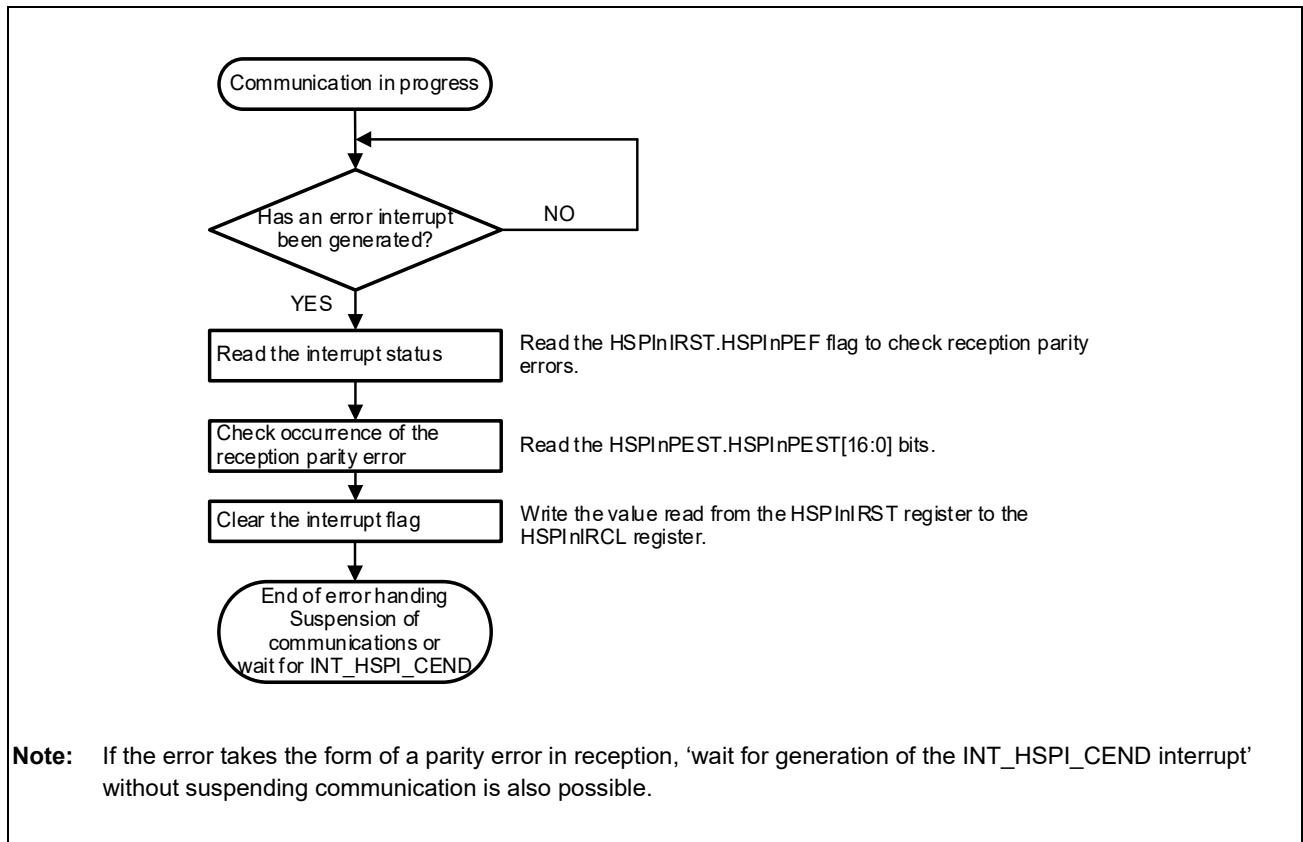 Communication in progress
Has an error interrupt
been generated?
NO
YES
Read the interrupt status
Read the HSPInIRST.HSPInPEF flag to check reception parity
errors.
Check occurrence of the
reception parity error
Read the HSPInPEST.HSPInPEST[16:0] bits.
Clear the interrupt flag
Write the value read from the HSPInIRST register to the
HSPInIRCL register.
End of error handing
Suspension of
communications or
wait for INT_HSPI_CEND
Note: If the error takes the form of a parity error in reception, ‘wait for generation of the INT_HSPI_CEND interrupt’
without suspending communication is also possible.